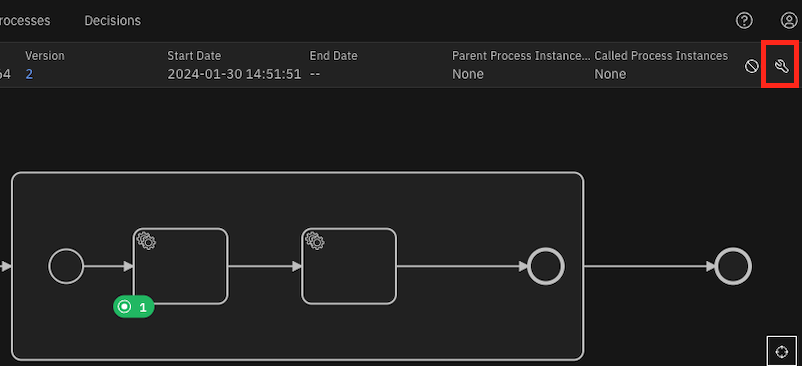 rocesses Decisions
Version Start Date End Date Parent Process Instance... Called Process Instances
64 2 2024-01-30 14:51:51 -- None None
1